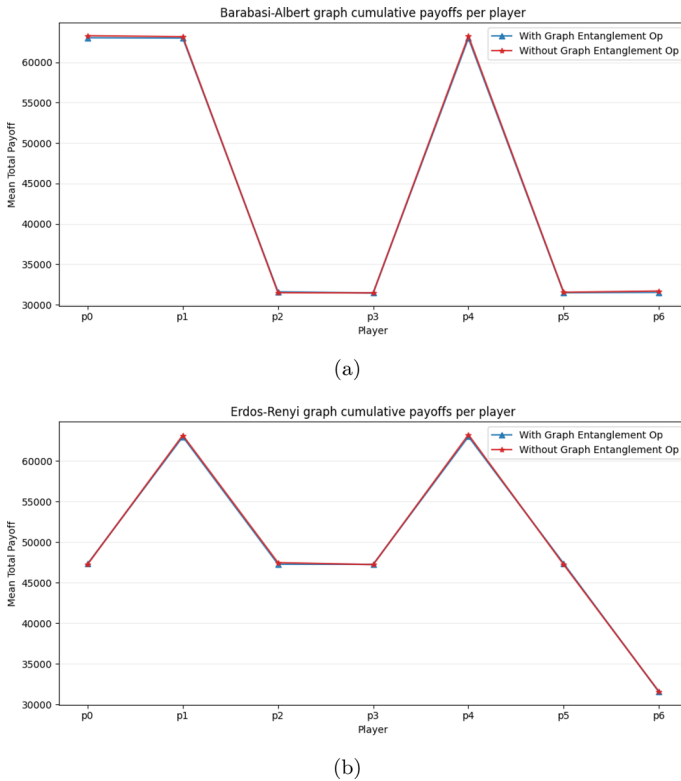 Barabasi-Albert graph cumulative payoffs per player
With Graph Entanglement Op
Without Graph Entanglement Op
60000
55000
50000
45000
40000
35000
30000
Mean Total Payoff
p0 p1 p2 p3 p4 p5 p6
Player
(a)
Erdos-Renyi graph cumulative payoffs per player
With Graph Entanglement Op
Without Graph Entanglement Op
60000
55000
50000
45000
40000
35000
30000
Mean Total Payoff
p0 p1 p2 p3 p4 p5 p6
Player
(b)